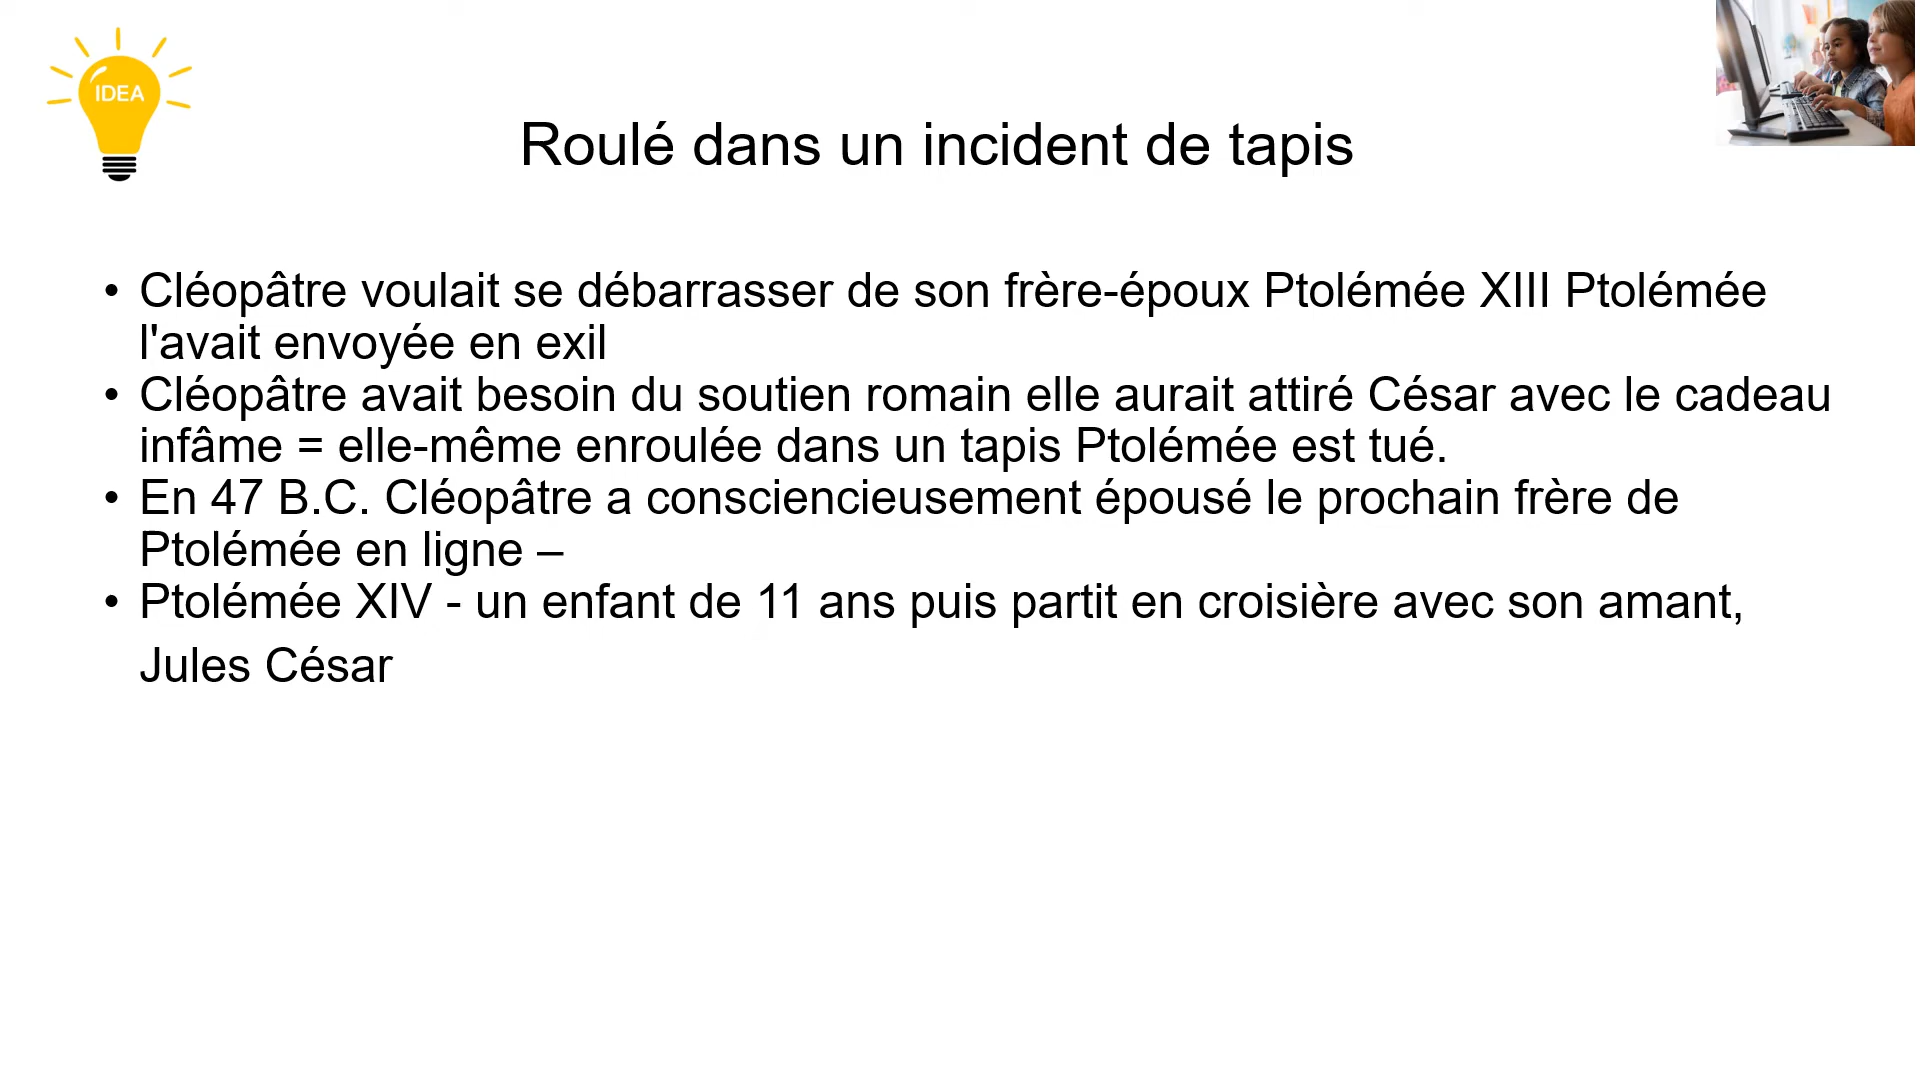 IDEA
Roulé dans un incident de tapis
• Cléopâtre voulait se débarrasser de son frère-époux Ptolémée XIII Ptolémée
l'avait envoyée en exil
• Cléopâtre avait besoin du soutien romain elle aurait attiré César avec le cadeau
infâme = elle-même enroulée dans un tapis Ptolémée est tué.
• En 47 B.C. Cléopâtre a consciencieusement épousé le prochain frère de
Ptolémée en ligne –
• Ptolémée XIV - un enfant de 11 ans puis partit en croisière avec son amant,
Jules César